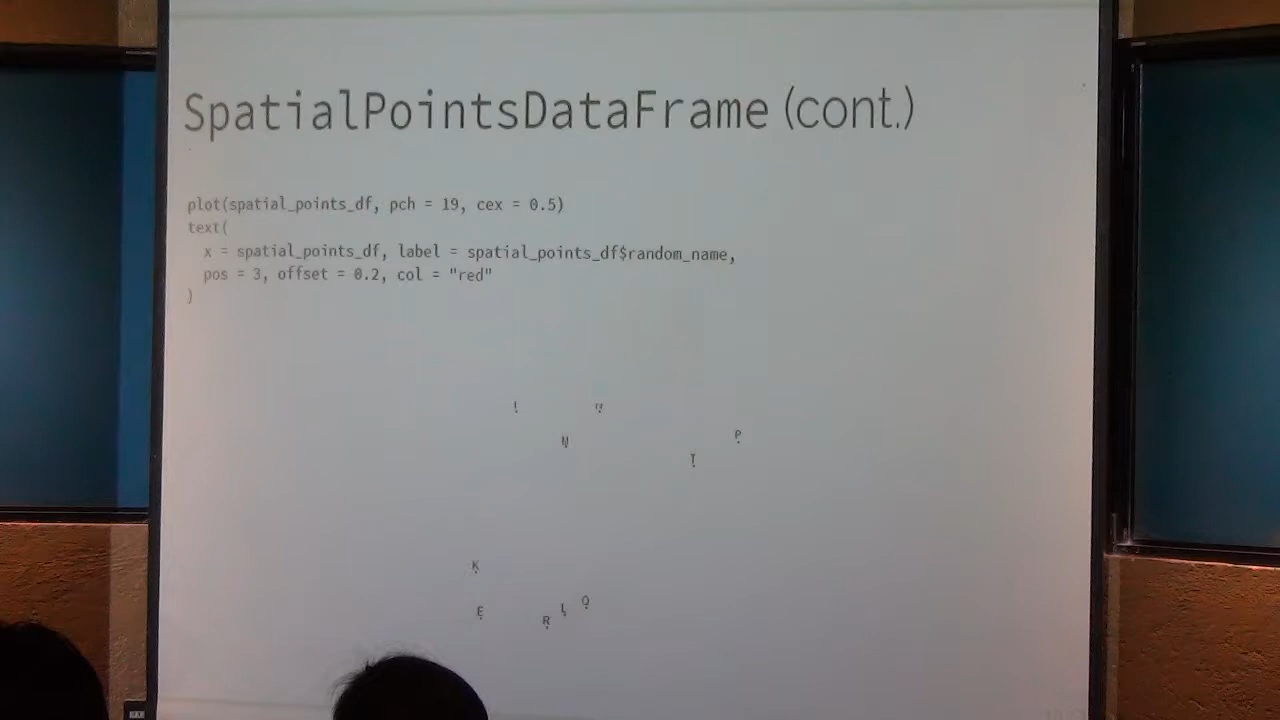 SpatialPointsDataFrame (cont.)
plot(spatial_points_df, pch = 19, cex = 0.5)
text(
  x = spatial_points_df, label = spatial_points_df$random_name,
  pos = 3, offset = 0.2, col = "red"
)
P
T
K
E
R
L